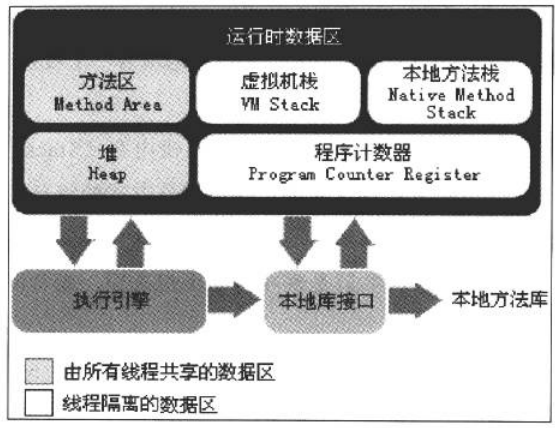 运行时数据区
方法区
Method Area
虚拟机栈
VM Stack
本地方法栈
Native Method
Stack
堆
Heap
程序计数器
Program Counter Register
执行引擎
本地库接口
本地方法库
由所有线程共享的数据区
线程隔离的数据区